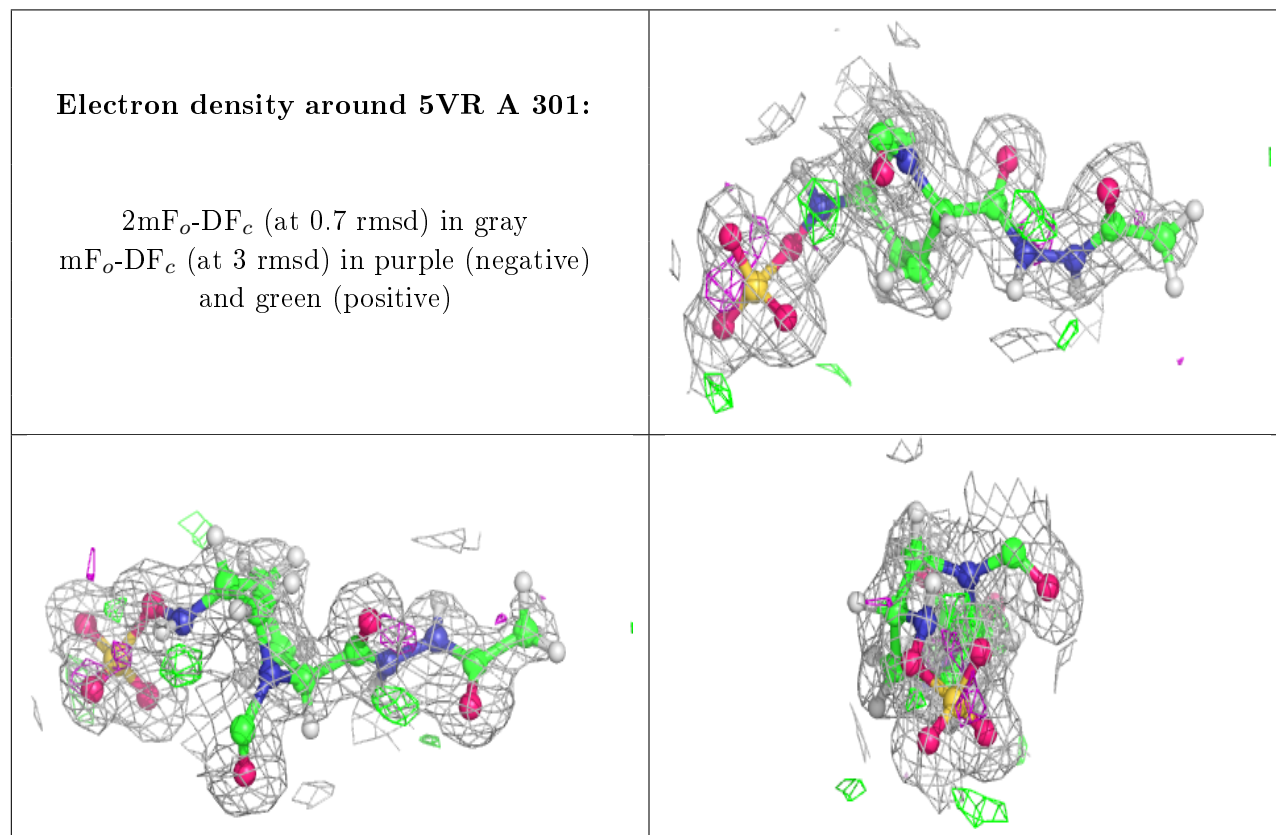 Electron density around 5VR A 301:
2mFo-DFc (at 0.7 rmsd) in gray
mFo-DFc (at 3 rmsd) in purple (negative)
and green (positive)